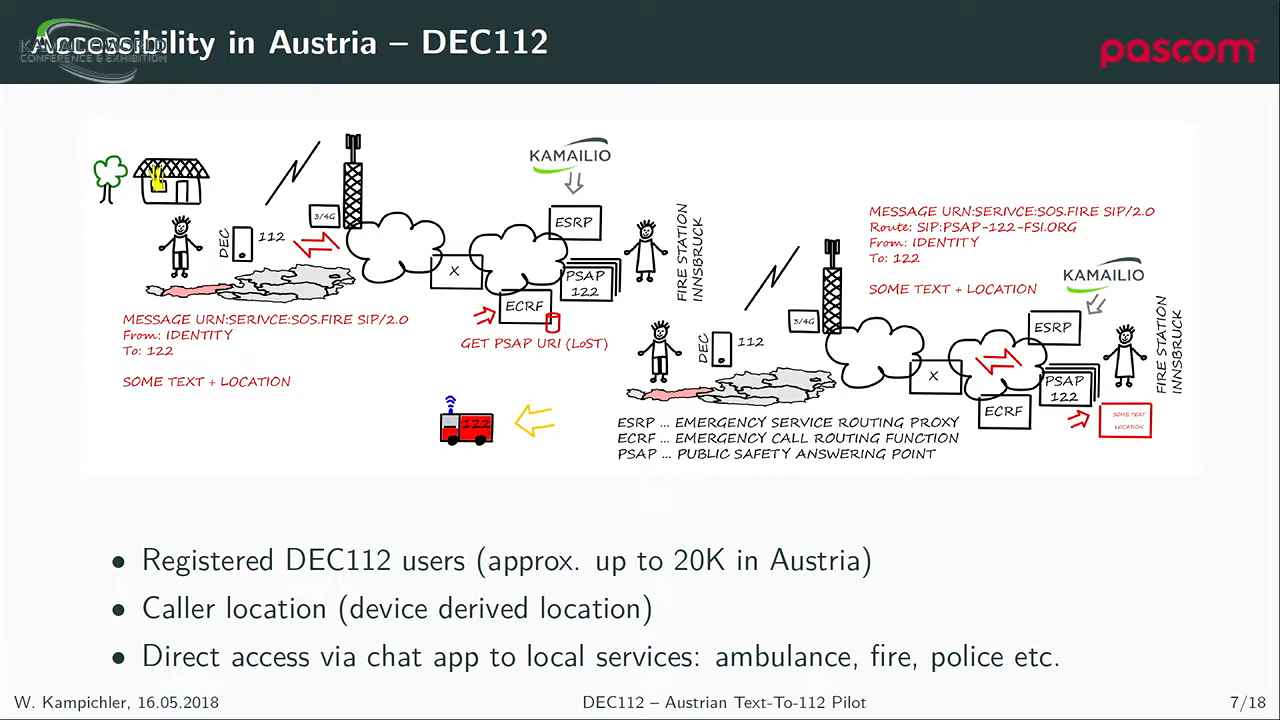 Accessibility in Austria – DEC112
KAMAILIO WORLD
CONFERENCE & EXHIBITION
pascom
KAMAILIO
3/4G
DEC
112
X
ESRP
PSAP
122
ECRF
FIRE STATION
INNSBRUCK
MESSAGE URN:SERIVCE:SOS.FIRE SIP/2.0
From: IDENTITY
To: 122
SOME TEXT + LOCATION
GET PSAP URI (LoST)
122
MESSAGE URN:SERIVCE:SOS.FIRE SIP/2.0
Route: SIP:PSAP-122-FSI.ORG
From: IDENTITY
To: 122
SOME TEXT + LOCATION
KAMAILIO
3/4G
DEC
112
X
ESRP
PSAP
122
ECRF
FIRE STATION
INNSBRUCK
SOME TEXT
LOCATION
ESRP ... EMERGENCY SERVICE ROUTING PROXY
ECRF ... EMERGENCY CALL ROUTING FUNCTION
PSAP ... PUBLIC SAFETY ANSWERING POINT
• Registered DEC112 users (approx. up to 20K in Austria)
• Caller location (device derived location)
• Direct access via chat app to local services: ambulance, fire, police etc.
W. Kampichler, 16.05.2018
DEC112 – Austrian Text-To-112 Pilot
7/18